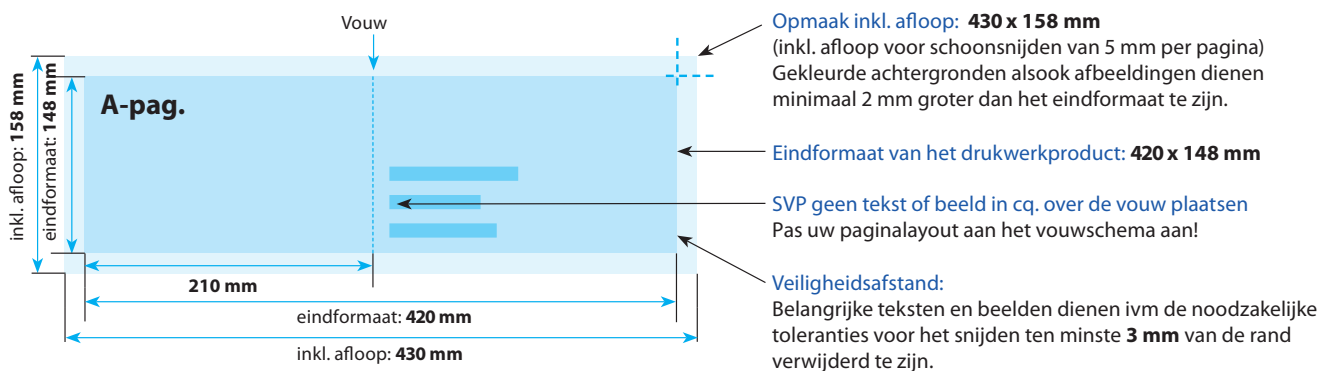 Vouw
Opmaak inkl. afloop: 430 x 158 mm
(inkl. afloop voor schoonsnijden van 5 mm per pagina)
Gekleurde achtergronden alsook afbeeldingen dienen
minimaal 2 mm groter dan het eindformaat te zijn.
inkl. afloop: 158 mm
eindformaat: 148 mm
A-pag.
Eindformaat van het drukwerkproduct: 420 x 148 mm
SVP geen tekst of beeld in cq. over de vouw plaatsen
Pas uw paginalayout aan het vouwschema aan!
210 mm
eindformaat: 420 mm
inkl. afloop: 430 mm
Veiligheidsafstand:
Belangrijke teksten en beelden dienen ivm de noodzakelijke
toleranties voor het snijden ten minste 3 mm van de rand
verwijderd te zijn.